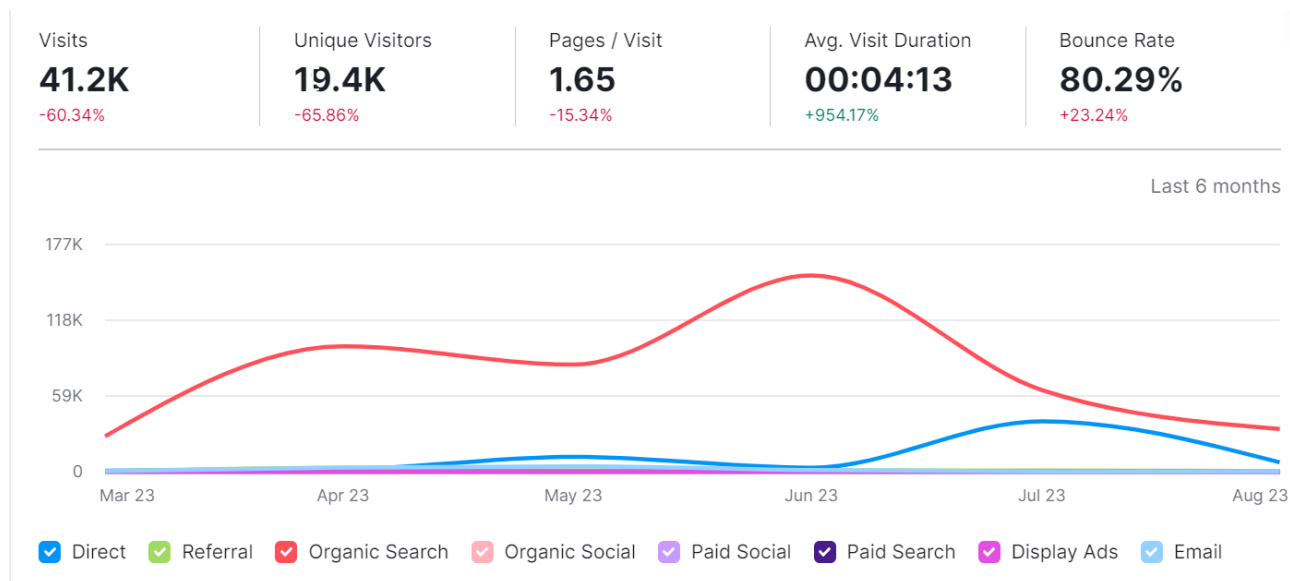 Visits Unique Visitors Pages / Visit Avg. Visit Duration Bounce Rate
41.2K 19.4K 1.65 00:04:13 80.29%
-60.34% -65.86% -15.34% +954.17% +23.24%
Last 6 months
177K
118K
59K
0
Mar 23 Apr 23 May 23 Jun 23 Jul 23 Aug 23
Direct Referral Organic Search Organic Social Paid Social Paid Search Display Ads Email